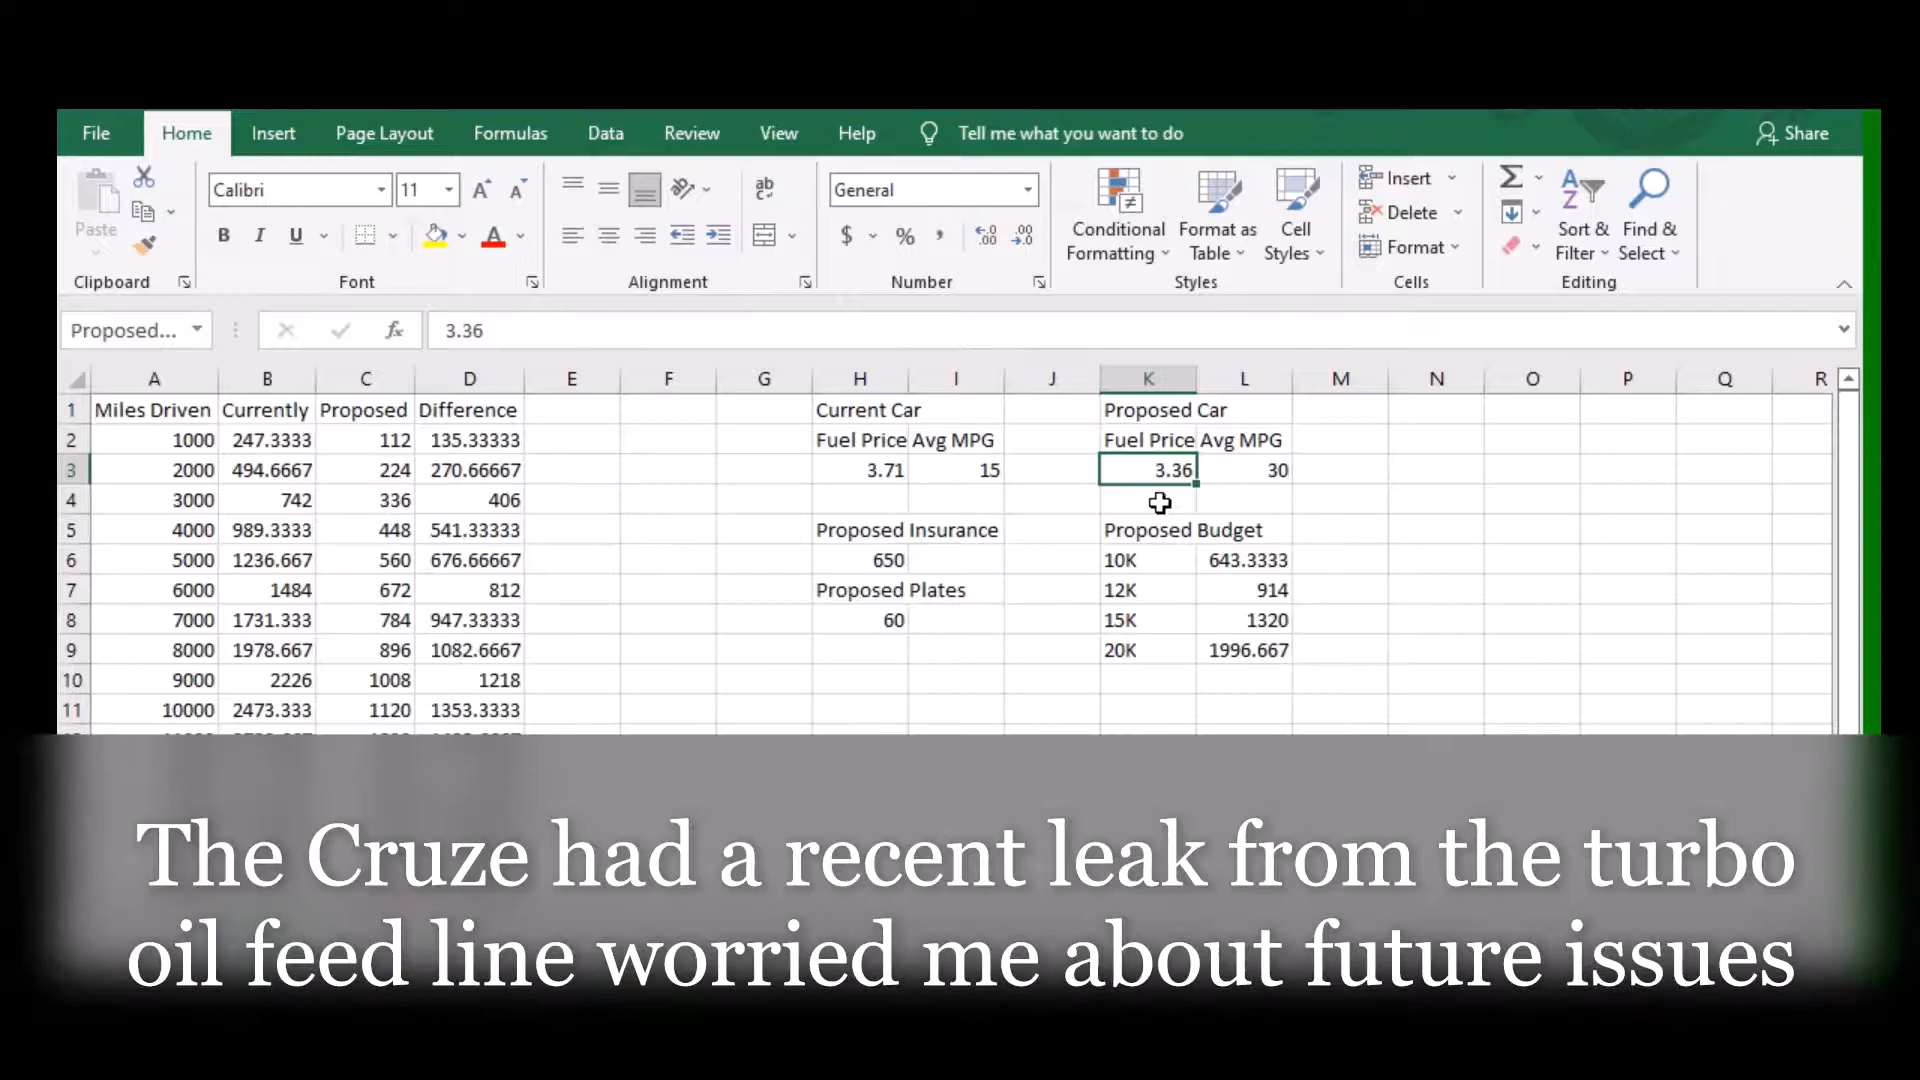 File Home Insert Page Layout Formulas Data Review View Help Tell me what you want to do Share
Paste Calibri 11 General
B I U $ % , Conditional Formatting Format as Table Cell Styles Insert Delete Format Sort & Filter Find & Select
Clipboard Font Alignment Number Styles Cells Editing
Proposed... fx 3.36
A B C D E F G H I J K L M N O P Q R
1 Miles Driven Currently Proposed Difference Current Car Proposed Car
2 1000 247.3333 112 135.33333 Fuel Price Avg MPG Fuel Price Avg MPG
3 2000 494.6667 224 270.66667 3.71 15 3.36 30
4 3000 742 336 406
5 4000 989.3333 448 541.33333 Proposed Insurance Proposed Budget
6 5000 1236.667 560 676.66667 650 10K 643.3333
7 6000 1484 672 812 Proposed Plates 12K 914
8 7000 1731.333 784 947.33333 60 15K 1320
9 8000 1978.667 896 1082.6667 20K 1996.667
10 9000 2226 1008 1218
11 10000 2473.333 1120 1353.3333
The Cruze had a recent leak from the turbo
oil feed line worried me about future issues